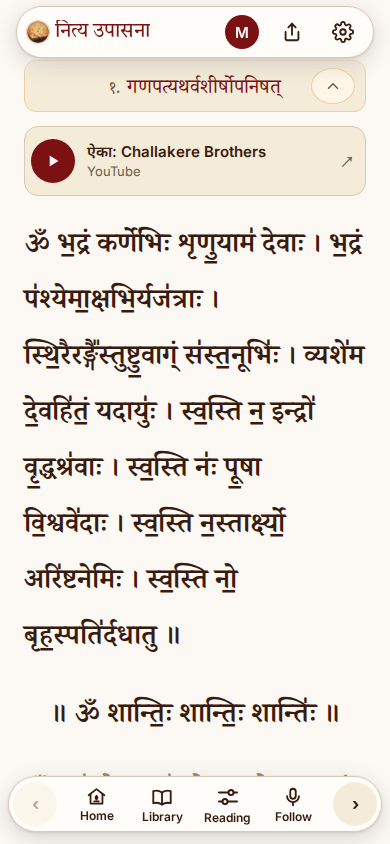 नित्य उपासना
M
१. गणपत्यथर्वशीर्षोपनिषत्
ऐका: Challakere Brothers
YouTube
ॐ भ॒द्रं कर्णे॑भिः शृणु॒याम॑ देवाः । भ॒द्रं
प॑श्येमा॒क्षभि॒र्यज॑त्राः ।
स्थि॒रैरङ्गै᳚स्तुष्टु॒वाग्ं स॑स्त॒नूभिः॑ । व्यशे॑म
दे॒वहि॑तं॒ यदायुः॑ । स्व॒स्ति न॒ इन्द्रो॑
वृ॒द्धश्र॑वाः । स्व॒स्ति नः॑ पू॒षा
वि॒श्ववे॑दाः । स्व॒स्ति न॒स्तार्क्ष्यो॒
अरि॑ष्टनेमिः । स्व॒स्ति नो॒
बृह॒स्पति॑र्दधातु ॥
॥ ॐ शान्तिः॒ शान्तिः॒ शान्तिः॑ ॥
Home
Library
Reading
Follow